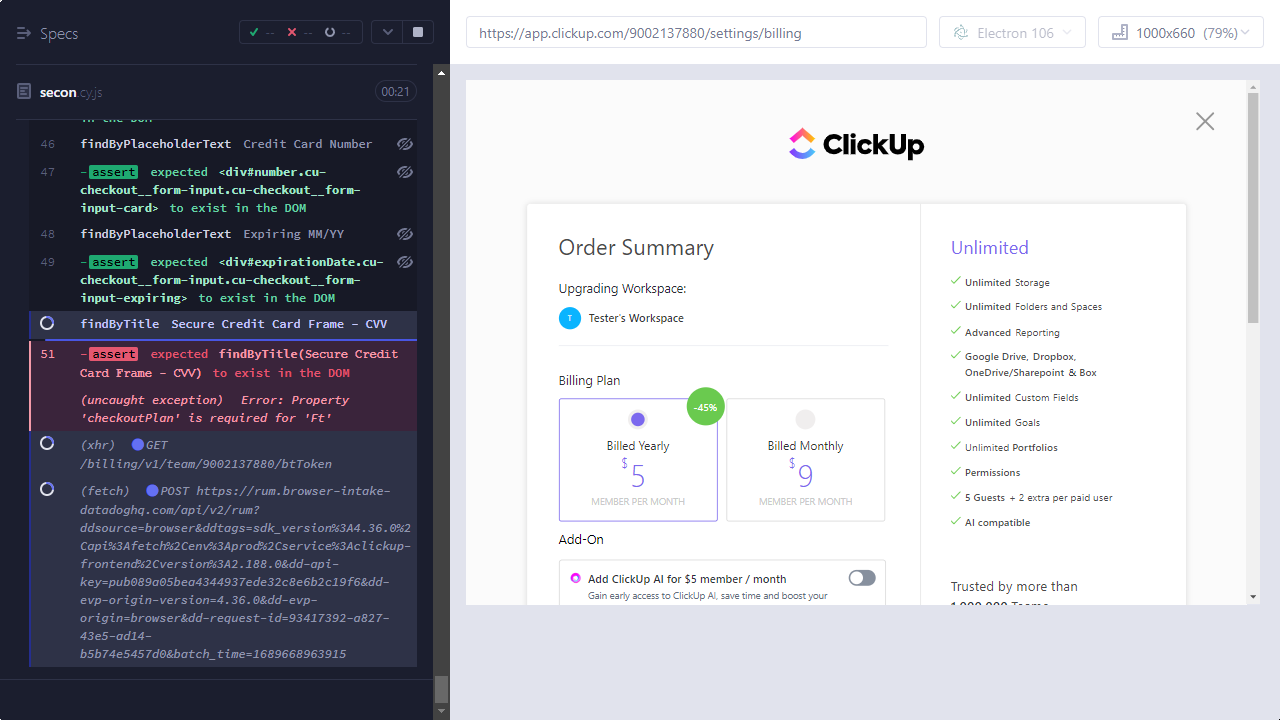 Specs
--
--
--
secon.cy.js
00:21
in the DOM
46 findByPlaceholderText Credit Card Number
47 -assert expected <div#number.cu-
checkout__form-input.cu-checkout__form-
input-card> to exist in the DOM
48 findByPlaceholderText Expiring MM/YY
49 -assert expected <div#expirationDate.cu-
checkout__form-input.cu-checkout__form-
input-expiring> to exist in the DOM
findByTitle Secure Credit Card Frame - CVV
51 -assert expected findByTitle(Secure Credit
Card Frame - CVV) to exist in the DOM
(uncaught exception) Error: Property
'checkoutPlan' is required for 'Ft'
(xhr) GET
/billing/v1/team/9002137880/btToken
(fetch) POST https://rum.browser-intake-
datadoghq.com/api/v2/rum?
ddsource=browser&ddtags=sdk_version%3A4.36.0%2
Capi%3Afetch%2Cenv%3Aprod%2Cservice%3Aclickup-
frontend%2Cversion%3A2.188.0&dd-api-
key=pub089a05bea4344937ede32c8e6b2c19f6&dd-
evp-origin-version=4.36.0&dd-evp-
origin=browser&dd-request-id=93417392-a827-
43e5-ad14-
b5b74e5457d0&batch_time=1689668963915
https://app.clickup.com/9002137880/settings/billing
Electron 106
1000x660 (79%)
ClickUp
Order Summary
Upgrading Workspace:
T Tester's Workspace
Billing Plan
-45%
Billed Yearly
$5
MEMBER PER MONTH
Billed Monthly
$9
MEMBER PER MONTH
Add-On
Add ClickUp AI for $5 member / month
Gain early access to ClickUp AI, save time and boost your
Unlimited
Unlimited Storage
Unlimited Folders and Spaces
Advanced Reporting
Google Drive, Dropbox,
OneDrive/Sharepoint & Box
Unlimited Custom Fields
Unlimited Goals
Unlimited Portfolios
Permissions
5 Guests + 2 extra per paid user
AI compatible
Trusted by more than
1,000,000 Teams